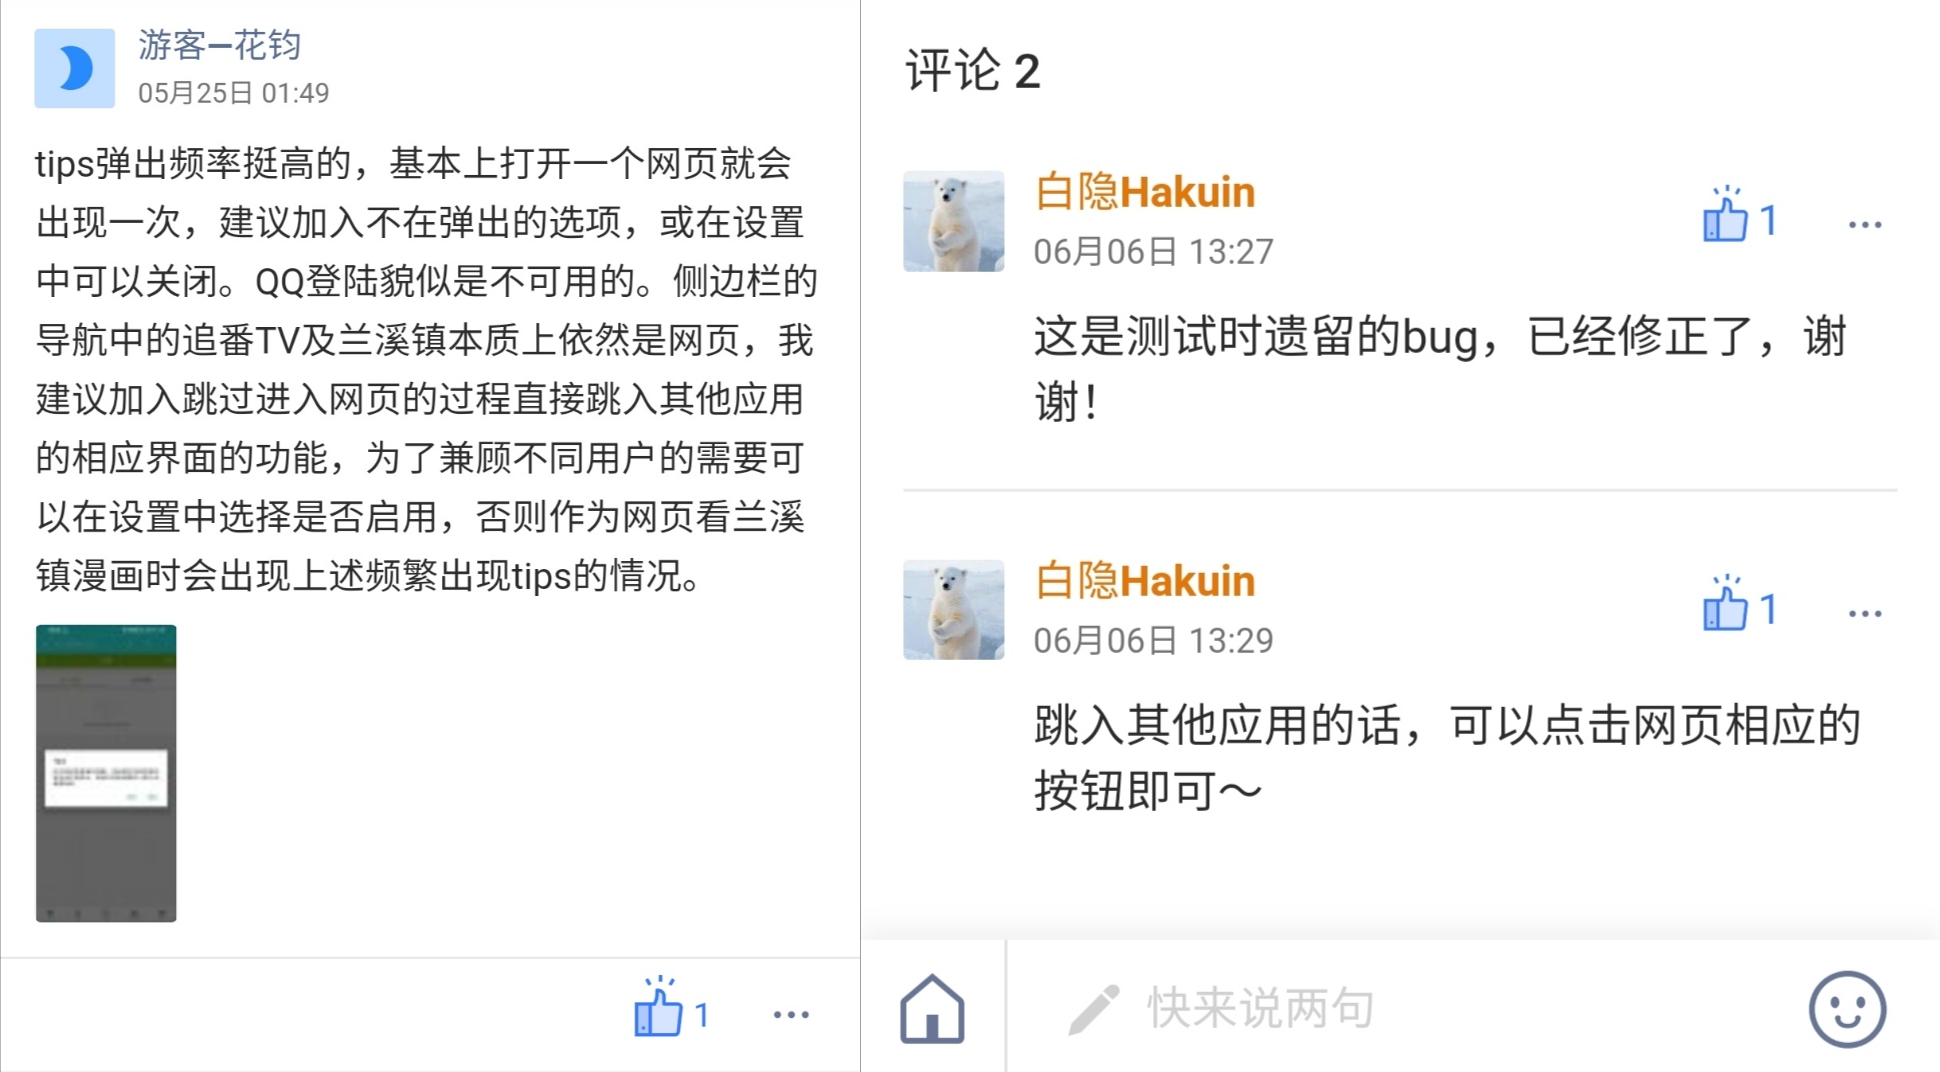 游客—花钧
05月25日 01:49
tips弹出频率挺高的，基本上打开一个网页就会
出现一次，建议加入不在弹出的选项，或在设置
中可以关闭。QQ登陆貌似是不可用的。侧边栏的
导航中的追番TV及兰溪镇本质上依然是网页，我
建议加入跳过进入网页的过程直接跳入其他应用
的相应界面的功能，为了兼顾不同用户的需要可
以在设置中选择是否启用，否则作为网页看兰溪
镇漫画时会出现上述频繁出现tips的情况。
1
评论 2
白隐Hakuin
1
06月06日 13:27
这是测试时遗留的bug，已经修正了，谢
谢！
白隐Hakuin
1
06月06日 13:29
跳入其他应用的话，可以点击网页相应的
按钮即可～
快来说两句